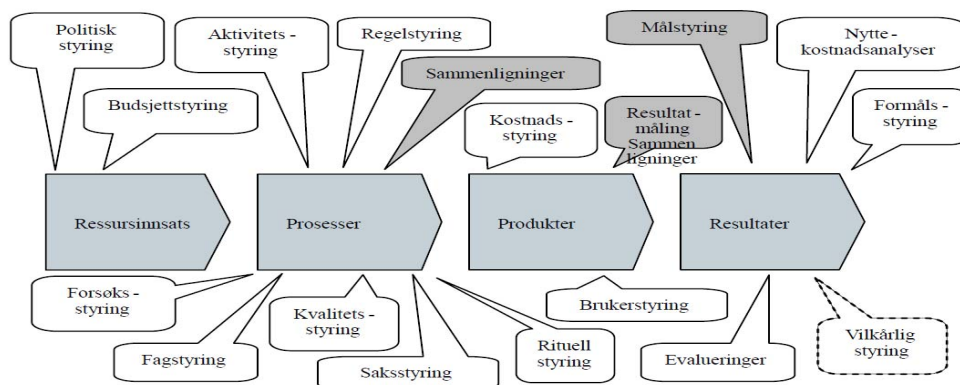 Politisk
styring
Aktivitets -
styring
Regelstyring
Målstyring
Nytte
- kostnadsanalyser
Budsjettstyring
Sammenligninger
Kostnads -
styring
Resultat -
måling
Sammen
ligninger
Formåls -
styring
Ressursinnsats
Prosesser
Produkter
Resultater
Forsøks -
styring
Fagstyring
Kvalitets -
styring
Saksstyring
Rituell
styring
Brukerstyring
Evalueringer
Vilkårlig
styring